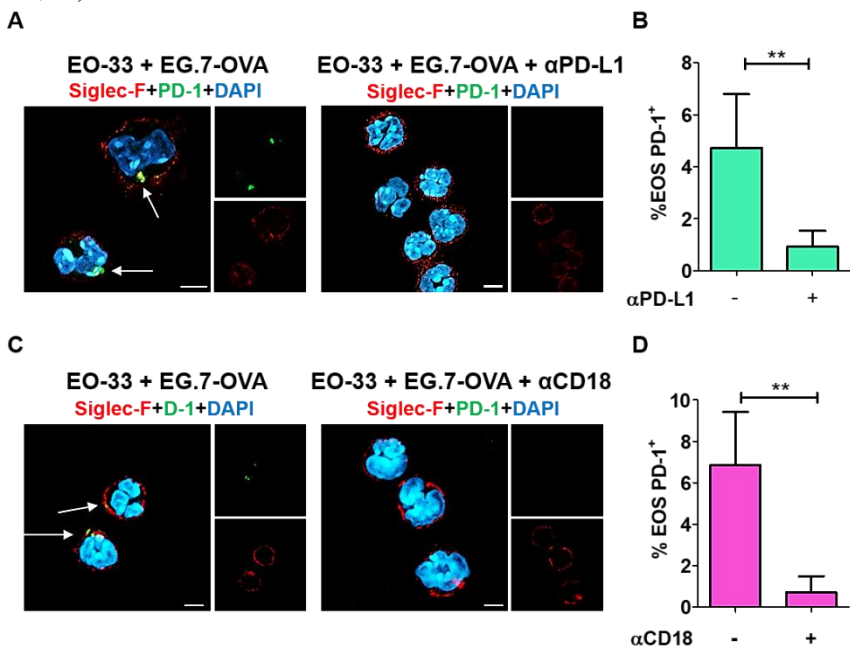 A
EO-33 + EG.7-OVA
Siglec-F+PD-1+DAPI
EO-33 + EG.7-OVA + αPD-L1
Siglec-F+PD-1+DAPI
B
**
%EOS PD-1+
8
6
4
2
0
αPD-L1 - +
C
EO-33 + EG.7-OVA
Siglec-F+D-1+DAPI
EO-33 + EG.7-OVA + αCD18
Siglec-F+PD-1+DAPI
D
**
% EOS PD-1+
10
8
6
4
2
0
αCD18 - +